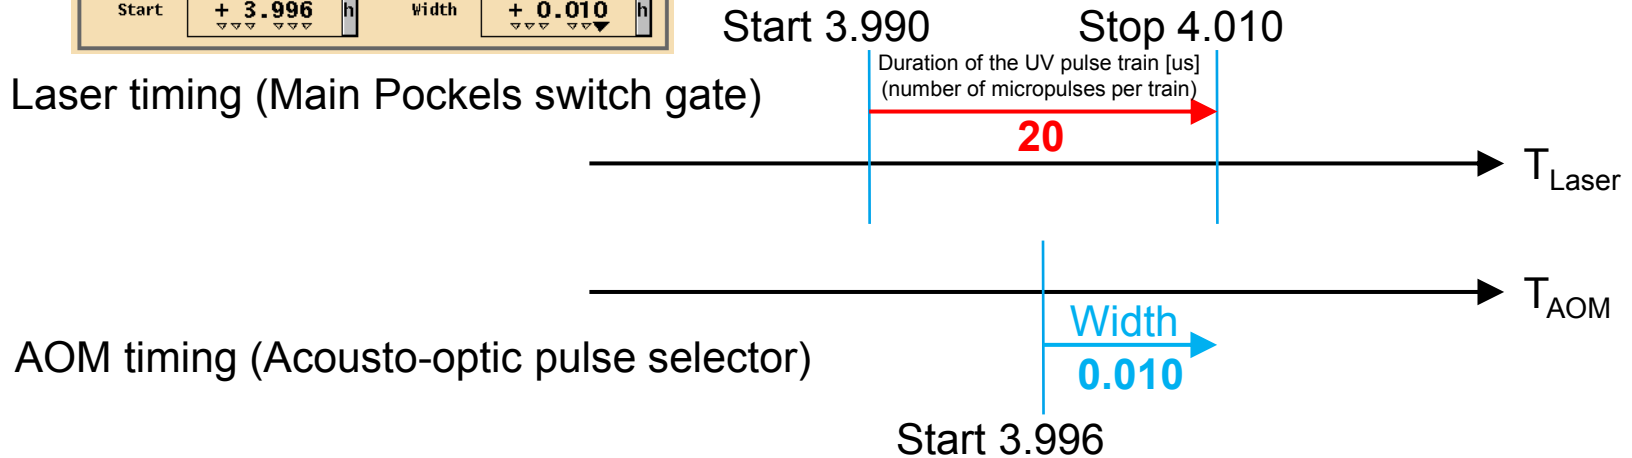 Start + 3.996 h Width + 0.010 h
Start 3.990 Stop 4.010
Duration of the UV pulse train [us]
(number of micropulses per train)
Laser timing (Main Pockels switch gate)
20
T Laser
T AOM
Width
AOM timing (Acousto-optic pulse selector)
0.010
Start 3.996